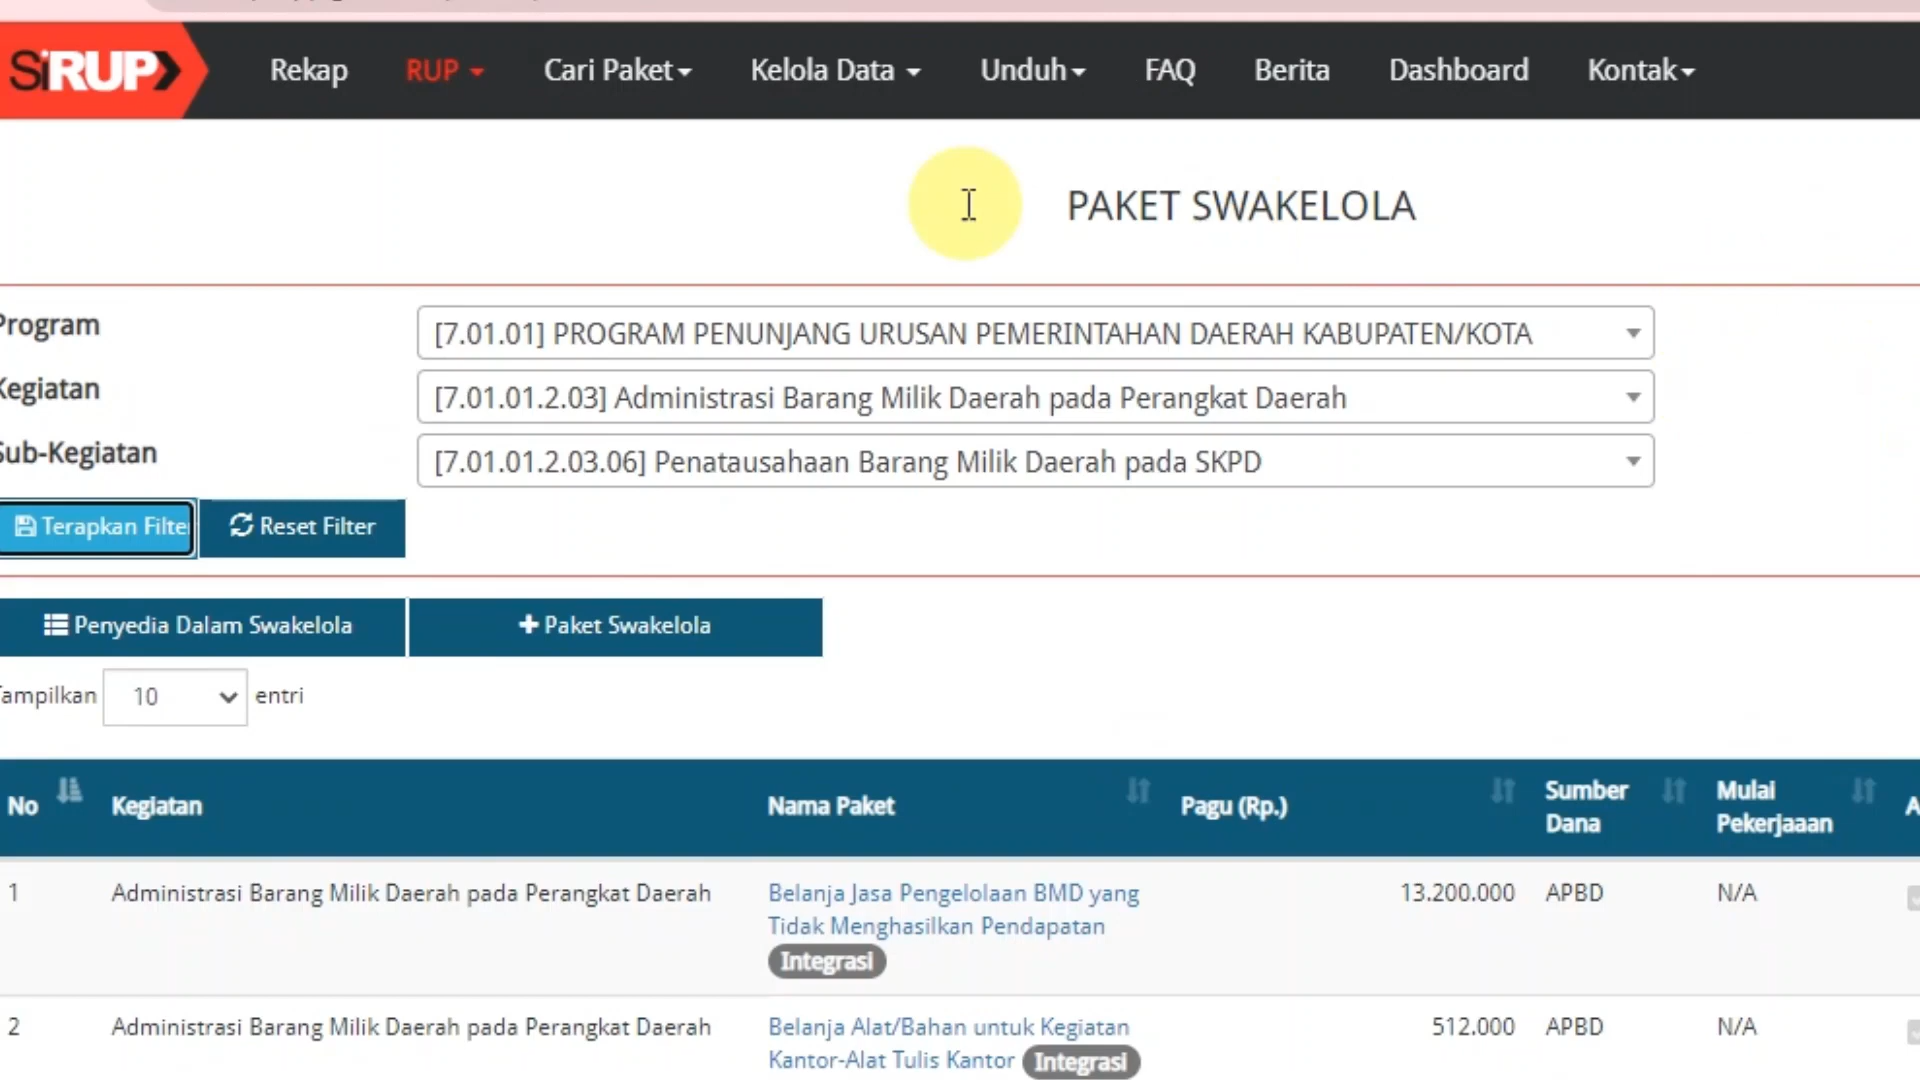 SiRUP Rekap RUP Cari Paket Kelola Data Unduh FAQ Berita Dashboard Kontak
PAKET SWAKELOLA
Program [7.01.01] PROGRAM PENUNJANG URUSAN PEMERINTAHAN DAERAH KABUPATEN/KOTA
Kegiatan [7.01.01.2.03] Administrasi Barang Milik Daerah pada Perangkat Daerah
Sub-Kegiatan [7.01.01.2.03.06] Penatausahaan Barang Milik Daerah pada SKPD
Terapkan Filter Reset Filter
Penyedia Dalam Swakelola + Paket Swakelola
Tampilkan 10 entri
No Kegiatan Nama Paket Pagu (Rp.) Sumber Dana Mulai Pekerjaaan
1 Administrasi Barang Milik Daerah pada Perangkat Daerah Belanja Jasa Pengelolaan BMD yang 13.200.000 APBD N/A
Tidak Menghasilkan Pendapatan
Integrasi
2 Administrasi Barang Milik Daerah pada Perangkat Daerah Belanja Alat/Bahan untuk Kegiatan 512.000 APBD N/A
Kantor-Alat Tulis Kantor Integrasi